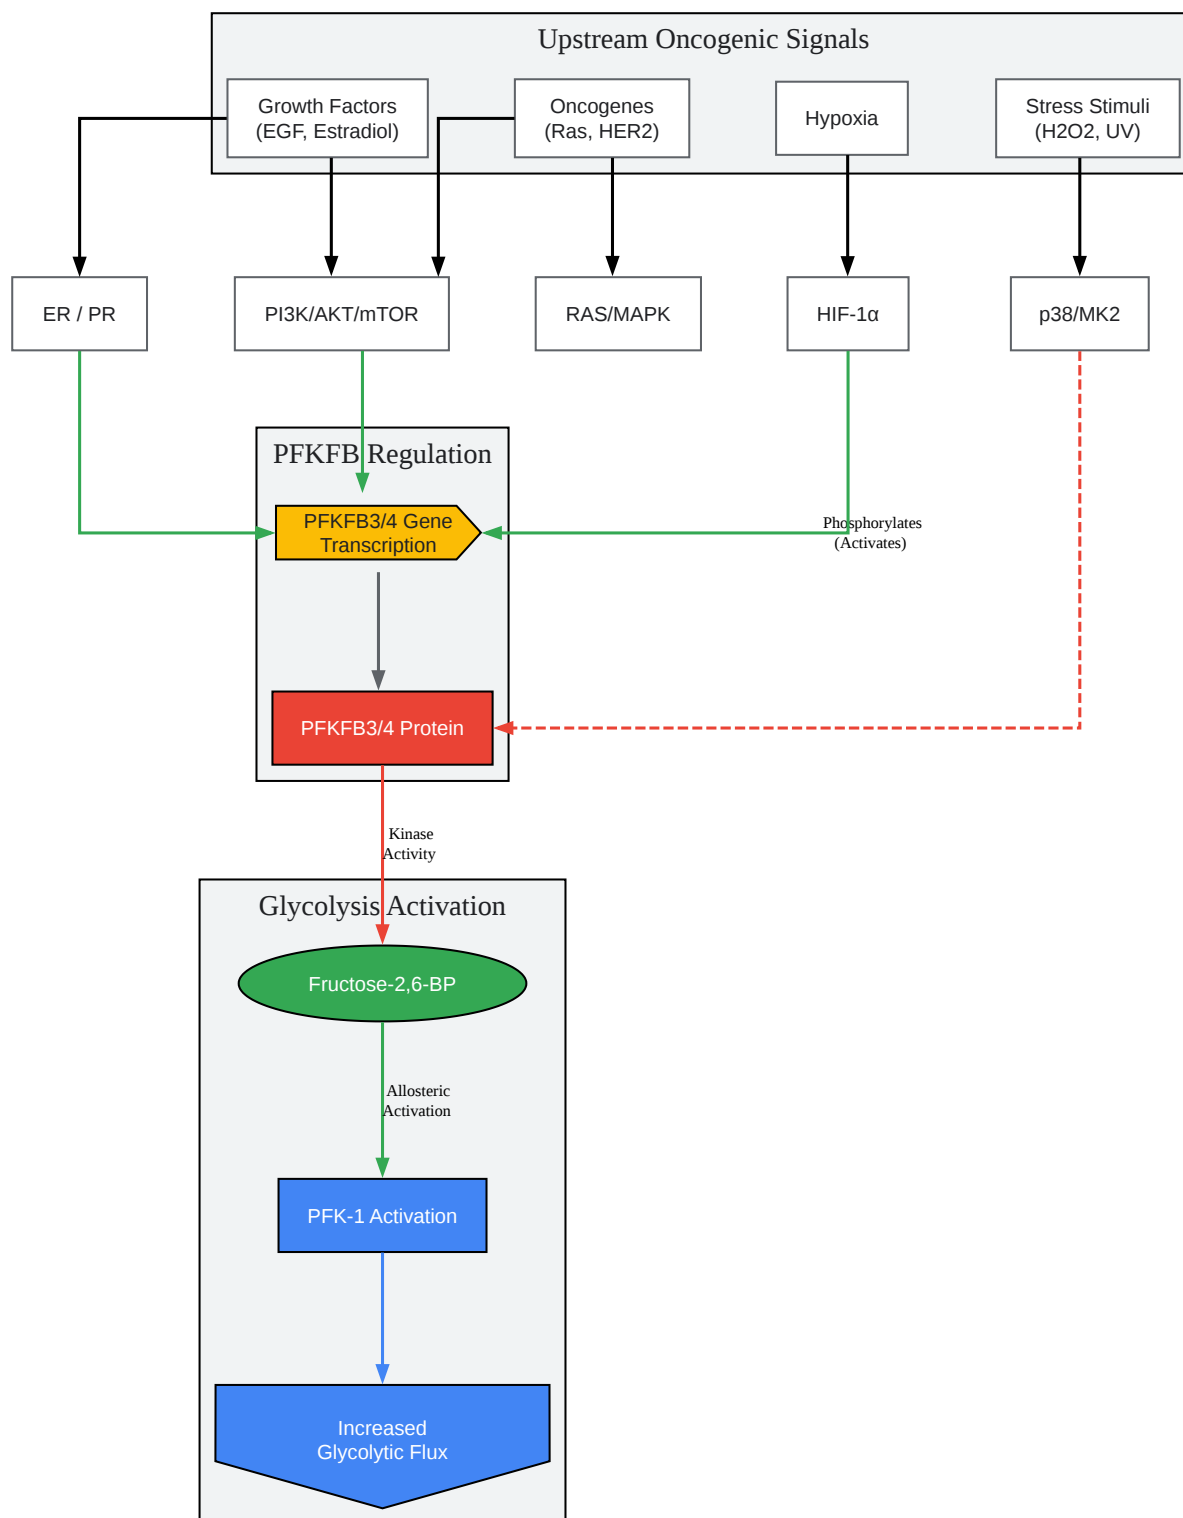 Upstream Oncogenic Signals
Growth Factors
(EGF, Estradiol)
Oncogenes
(Ras, HER2)
Hypoxia
Stress Stimuli
(H2O2, UV)
ER / PR
PI3K/AKT/mTOR
RAS/MAPK
HIF-1α
p38/MK2
PFKFB Regulation
PFKFB3/4 Gene
Transcription
Phosphorylates
(Activates)
PFKFB3/4 Protein
Kinase
Activity
Glycolysis Activation
Fructose-2,6-BP
Allosteric
Activation
PFK-1 Activation
Increased
Glycolytic Flux